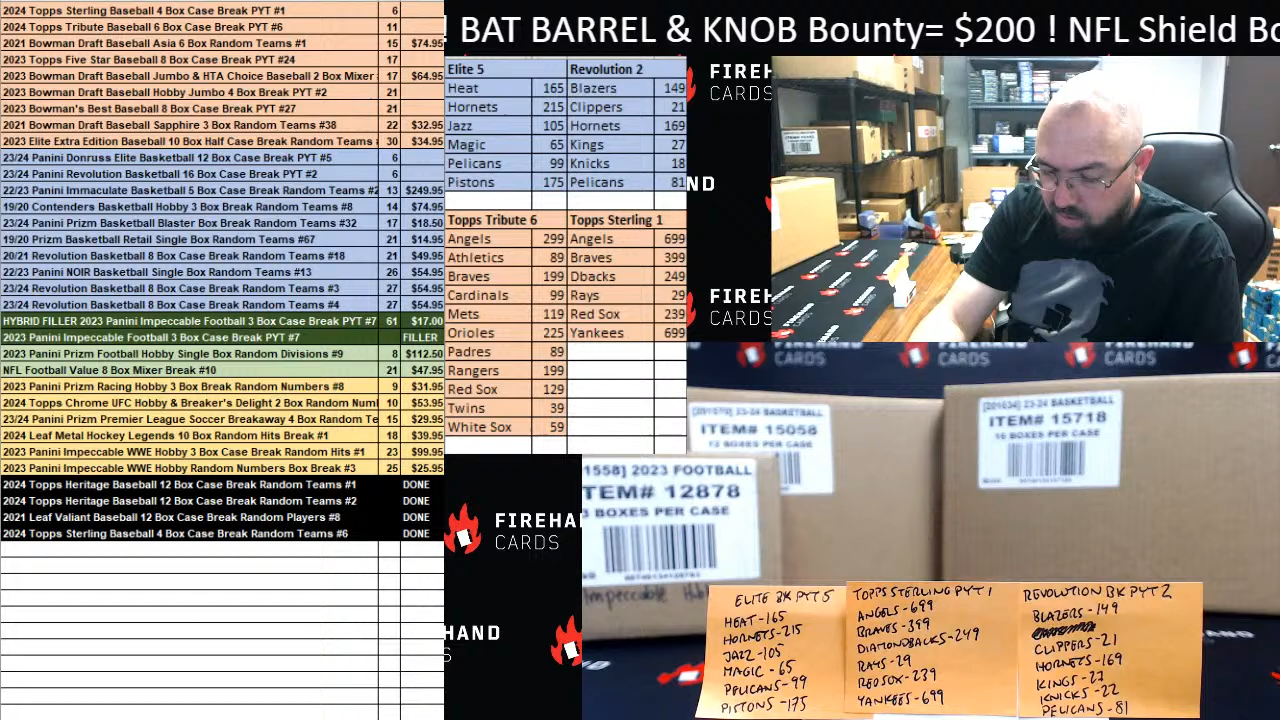 ! BAT BARREL & KNOB Bounty= $200 ! NFL Shield Bo
2024 Topps Sterling Baseball 4 Box Case Break PYT #1 6
2024 Topps Tribute Baseball 6 Box Case Break PYT #6 11
2021 Bowman Draft Baseball Asia 6 Box Random Teams #1 15 $74.95
2023 Topps Five Star Baseball 8 Box Case Break PYT #24 17
2023 Bowman Draft Baseball Jumbo & HTA Choice Baseball 2 Box Mixer 17 $64.95
2023 Bowman Draft Baseball Hobby Jumbo 4 Box Break PYT #2 21
2023 Bowman's Best Baseball 8 Box Case Break PYT #27 21
2021 Bowman Draft Baseball Sapphire 3 Box Random Teams #38 22 $32.95
2023 Elite Extra Edition Baseball 10 Box Half Case Break Random Teams 30 $34.95
23/24 Panini Donruss Elite Basketball 12 Box Case Break PYT #5 6
23/24 Panini Revolution Basketball 16 Box Case Break PYT #2 6
22/23 Panini Immaculate Basketball 5 Box Case Break Random Teams #2 13 $249.95
19/20 Contenders Basketball Hobby 3 Box Break Random Teams #8 14 $74.95
23/24 Panini Prizm Basketball Blaster Box Break Random Teams #32 17 $18.50
19/20 Prizm Basketball Retail Single Box Random Teams #67 21 $14.95
20/21 Revolution Basketball 8 Box Case Break Random Teams #18 21 $49.95
22/23 Panini NOIR Basketball Single Box Random Teams #13 26 $54.95
23/24 Revolution Basketball 8 Box Case Break Random Teams #3 27 $54.95
23/24 Revolution Basketball 8 Box Case Break Random Teams #4 27 $54.95
HYBRID FILLER 2023 Panini Impeccable Football 3 Box Case Break PYT #7 61 $17.00
2023 Panini Impeccable Football 3 Box Case Break PYT #7 FILLER
2023 Panini Prizm Football Hobby Single Box Random Divisions #9 8 $112.50
NFL Football Value 8 Box Mixer Break #10 21 $47.95
2023 Panini Prizm Racing Hobby 3 Box Break Random Numbers #8 9 $31.95
2024 Topps Chrome UFC Hobby & Breaker's Delight 2 Box Random Numl 10 $53.95
23/24 Panini Prizm Premier League Soccer Breakaway 4 Box Random Te 15 $29.95
2024 Leaf Metal Hockey Legends 10 Box Random Hits Break #1 18 $39.95
2023 Panini Impeccable WWE Hobby 3 Box Case Break Random Hits #1 23 $99.95
2023 Panini Impeccable WWE Hobby Random Numbers Box Break #3 25 $25.95
2024 Topps Heritage Baseball 12 Box Case Break Random Teams #1 DONE
2024 Topps Heritage Baseball 12 Box Case Break Random Teams #2 DONE
2021 Leaf Valiant Baseball 12 Box Case Break Random Players #8 DONE
2024 Topps Sterling Baseball 4 Box Case Break Random Teams #6 DONE
Elite 5 Revolution 2
Heat 165 Blazers 149
Hornets 215 Clippers 21
Jazz 105 Hornets 169
Magic 65 Kings 27
Pelicans 99 Knicks 18
Pistons 175 Pelicans 81
Topps Tribute 6 Topps Sterling 1
Angels 299 Angels 699
Athletics 89 Braves 399
Braves 199 Dbacks 249
Cardinals 99 Rays 29
Mets 119 Red Sox 239
Orioles 225 Yankees 699
Padres 89
Rangers 199
Red Sox 129
Twins 39
White Sox 59
FIREH
CARDS
ND
FIREH
CARDS
FIREHA
CARDS
HAND
S
FIREHAND
CARDS
23-24 BASKETBALL
ITEM# 15058
12 BOXES PER CASE
23-24 BASKETBALL
ITEM# 15718
16 BOXES PER CASE
1558] 2023 FOOTBALL
TEM# 12878
3 BOXES PER CASE
Impeccable
ELITE BK PYT 5
HEAT-165
HORNETS-215
JAZZ-105
MAGIC-65
PELICANS-99
PISTONS-175
TOPPS STERLING PYT 1
ANGELS-699
BRAVES-399
DIAMONDBACKS-249
RAYS-29
RED SOX-239
YANKEES-699
REVOLUTION BK PYT 2
BLAZERS-149
CLIPPERS-21
HORNETS-169
KINGS-27
KNICKS-22
PELICANS-81